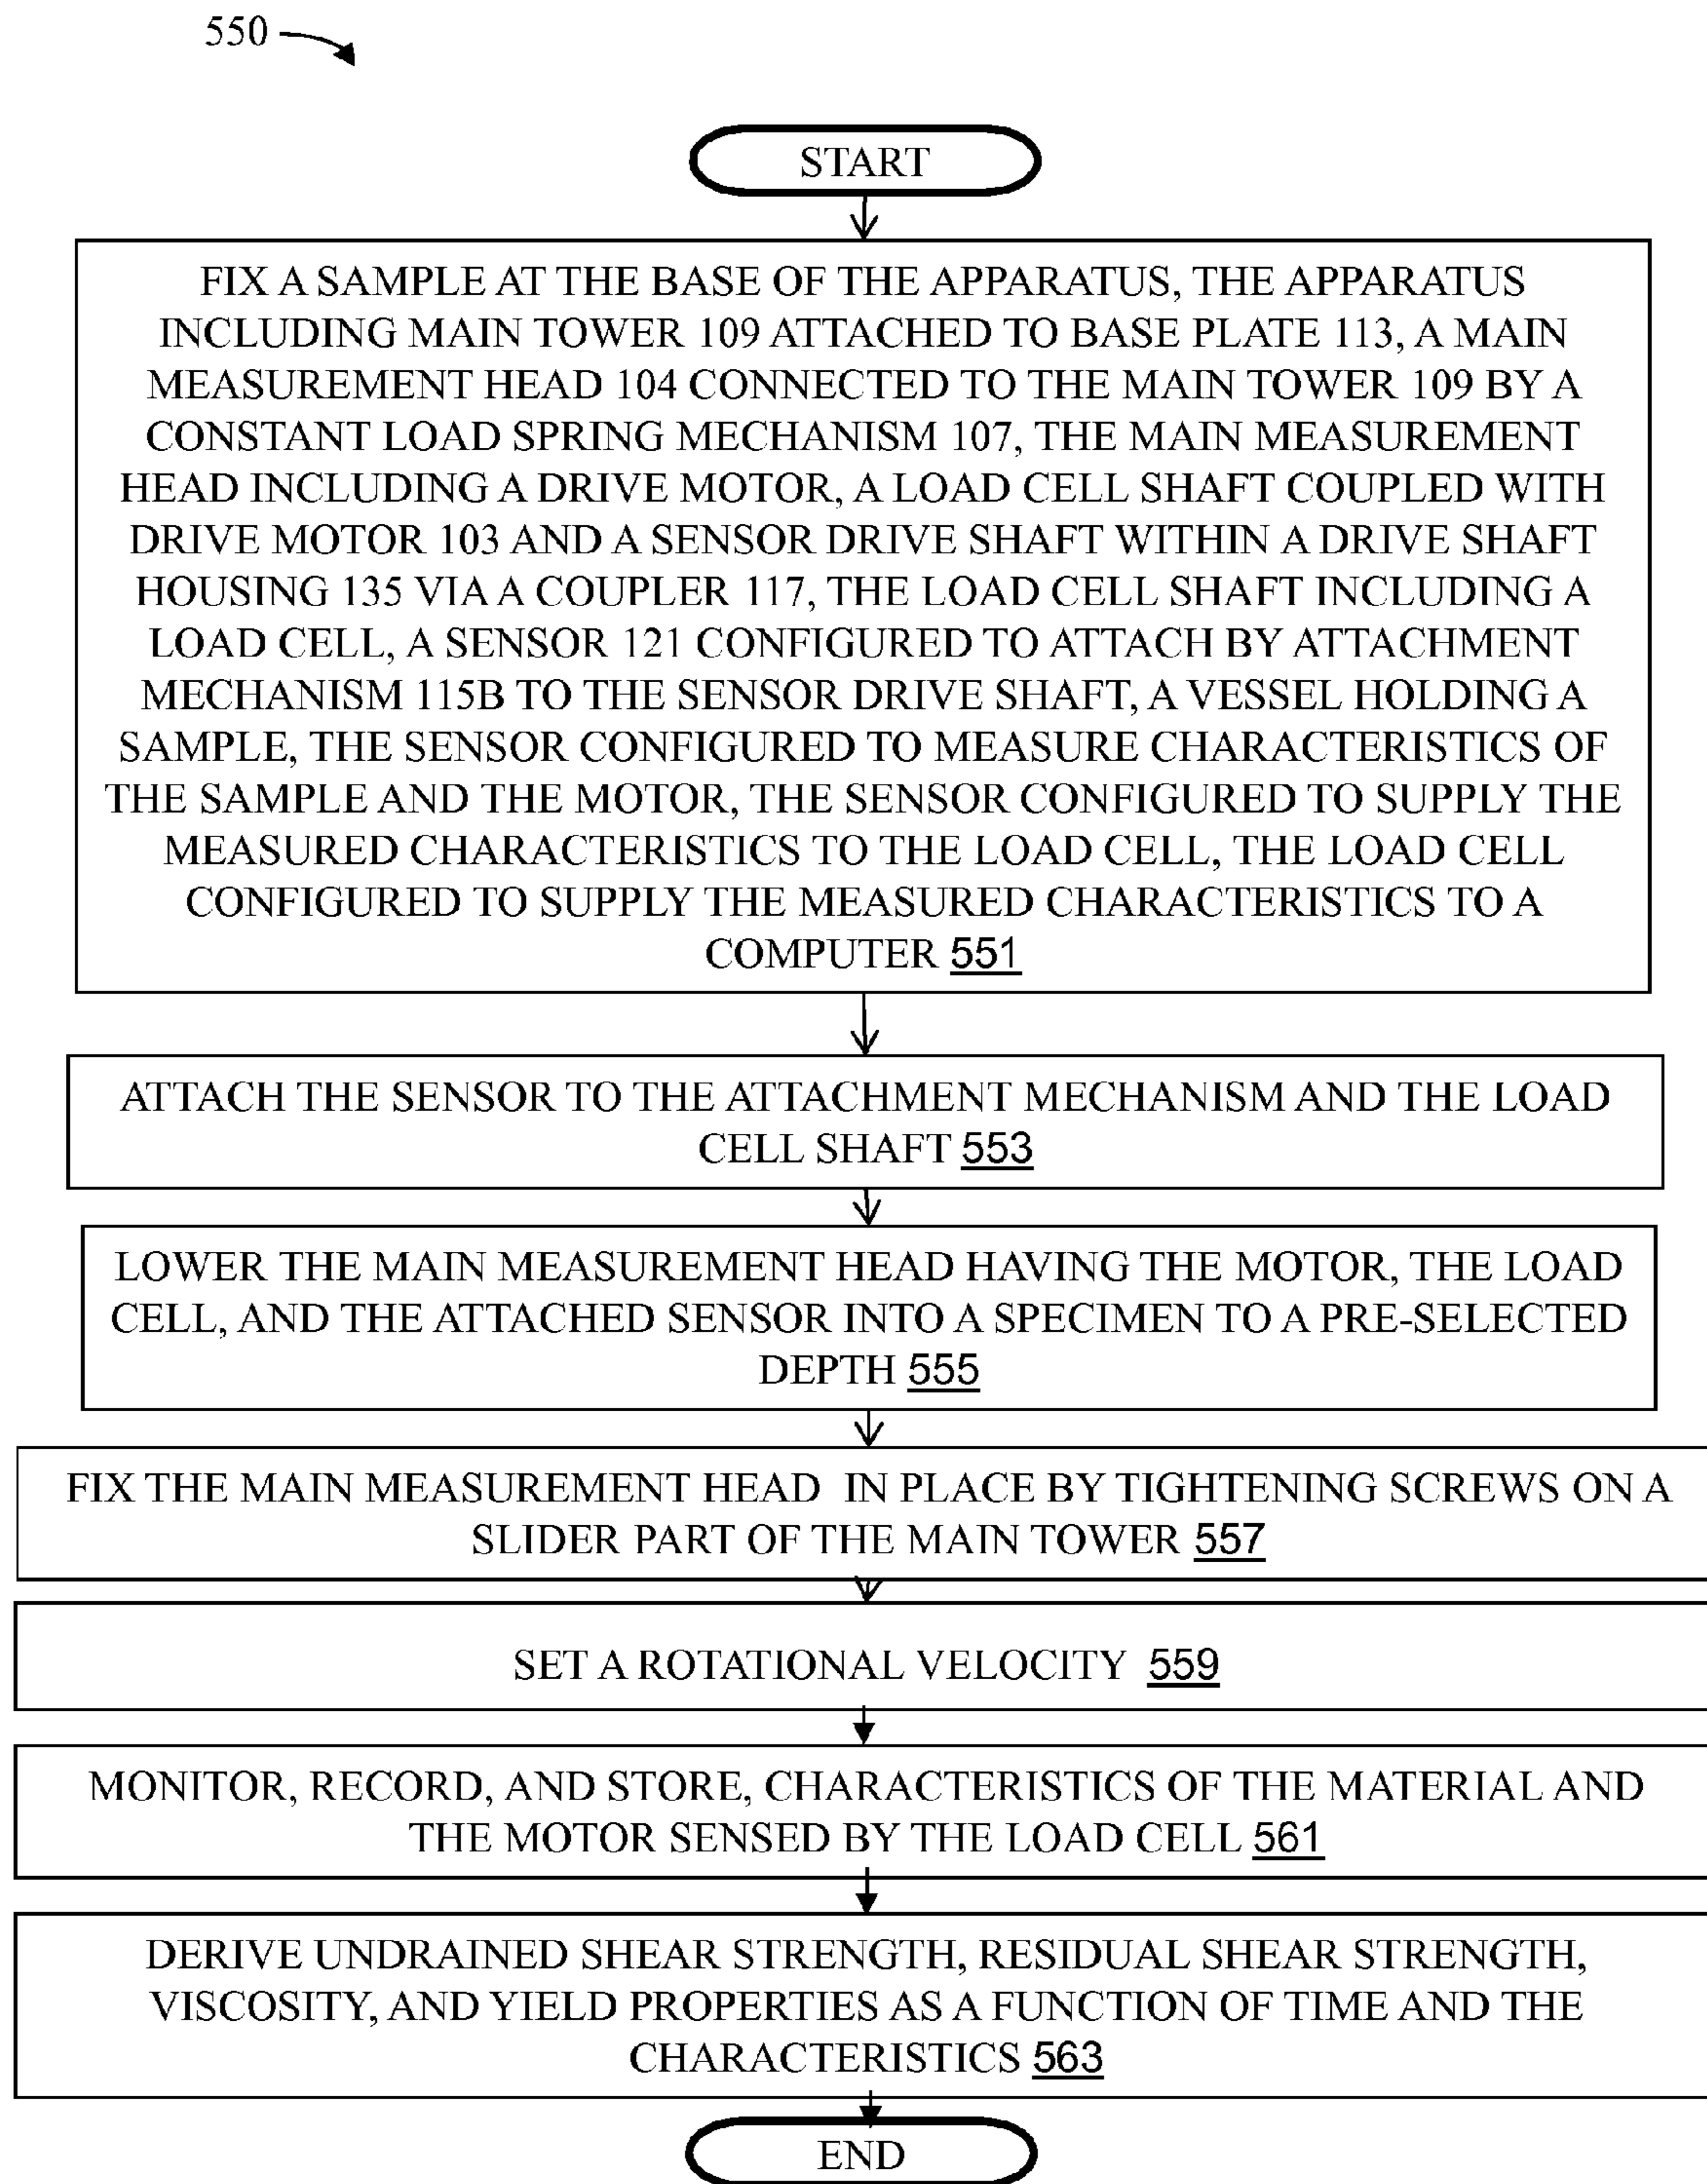 550
START
FIX A SAMPLE AT THE BASE OF THE APPARATUS, THE APPARATUS
INCLUDING MAIN TOWER 109 ATTACHED TO BASE PLATE 113, A MAIN
MEASUREMENT HEAD 104 CONNECTED TO THE MAIN TOWER 109 BY A
CONSTANT LOAD SPRING MECHANISM 107, THE MAIN MEASUREMENT
HEAD INCLUDING A DRIVE MOTOR, A LOAD CELL SHAFT COUPLED WITH
DRIVE MOTOR 103 AND A SENSOR DRIVE SHAFT WITHIN A DRIVE SHAFT
HOUSING 135 VIA A COUPLER 117, THE LOAD CELL SHAFT INCLUDING A
LOAD CELL, A SENSOR 121 CONFIGURED TO ATTACH BY ATTACHMENT
MECHANISM 115B TO THE SENSOR DRIVE SHAFT, A VESSEL HOLDING A
SAMPLE, THE SENSOR CONFIGURED TO MEASURE CHARACTERISTICS OF
THE SAMPLE AND THE MOTOR, THE SENSOR CONFIGURED TO SUPPLY THE
MEASURED CHARACTERISTICS TO THE LOAD CELL, THE LOAD CELL
CONFIGURED TO SUPPLY THE MEASURED CHARACTERISTICS TO A
COMPUTER 551
ATTACH THE SENSOR TO THE ATTACHMENT MECHANISM AND THE LOAD
CELL SHAFT 553
LOWER THE MAIN MEASUREMENT HEAD HAVING THE MOTOR, THE LOAD
CELL, AND THE ATTACHED SENSOR INTO A SPECIMEN TO A PRE-SELECTED
DEPTH 555
FIX THE MAIN MEASUREMENT HEAD IN PLACE BY TIGHTENING SCREWS ON A
SLIDER PART OF THE MAIN TOWER 557
SET A ROTATIONAL VELOCITY 559
MONITOR, RECORD, AND STORE, CHARACTERISTICS OF THE MATERIAL AND
THE MOTOR SENSED BY THE LOAD CELL 561
DERIVE UNDRAINED SHEAR STRENGTH, RESIDUAL SHEAR STRENGTH,
VISCOSITY, AND YIELD PROPERTIES AS A FUNCTION OF TIME AND THE
CHARACTERISTICS 563
END